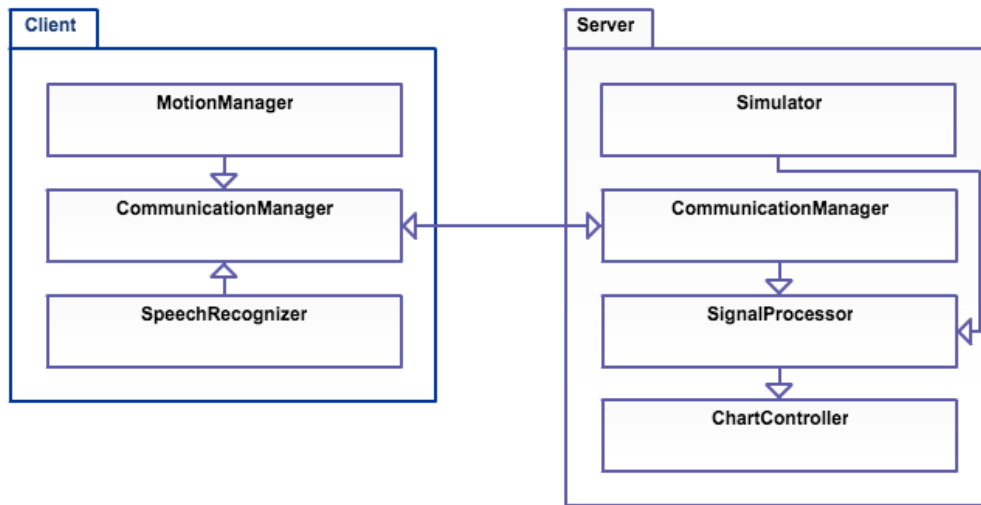 Client
MotionManager
CommunicationManager
SpeechRecognizer
Server
Simulator
CommunicationManager
SignalProcessor
ChartController